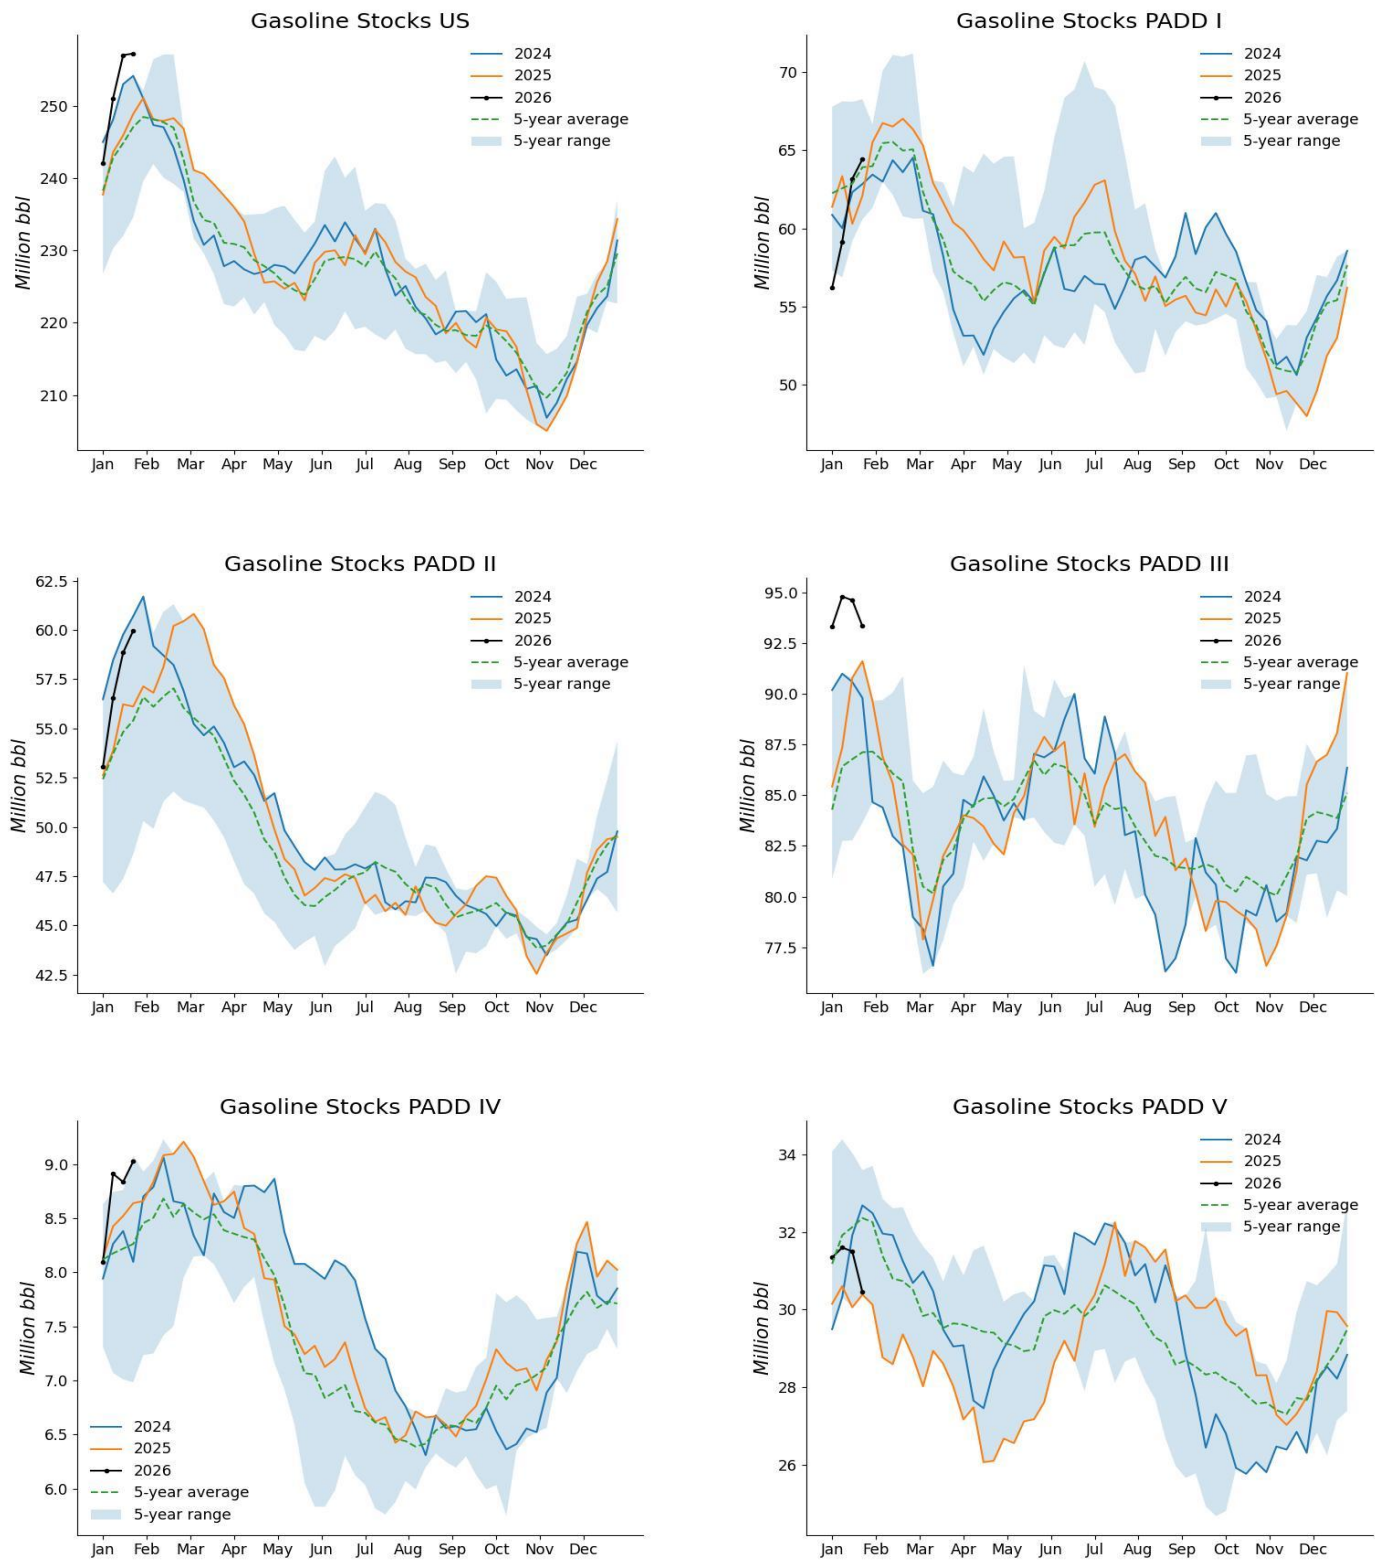 Gasoline Stocks US
Million bbl
250
240
230
220
210
Jan Feb Mar Apr May Jun Jul Aug Sep Oct Nov Dec
2024
2025
2026
5-year average
5-year range
Gasoline Stocks PADD I
Million bbl
70
65
60
55
50
Jan Feb Mar Apr May Jun Jul Aug Sep Oct Nov Dec
2024
2025
2026
5-year average
5-year range
Gasoline Stocks PADD II
Million bbl
62.5
60.0
57.5
55.0
52.5
50.0
47.5
45.0
42.5
Jan Feb Mar Apr May Jun Jul Aug Sep Oct Nov Dec
2024
2025
2026
5-year average
5-year range
Gasoline Stocks PADD III
Million bbl
95.0
92.5
90.0
87.5
85.0
82.5
80.0
77.5
Jan Feb Mar Apr May Jun Jul Aug Sep Oct Nov Dec
2024
2025
2026
5-year average
5-year range
Gasoline Stocks PADD IV
Million bbl
9.0
8.5
8.0
7.5
7.0
6.5
6.0
Jan Feb Mar Apr May Jun Jul Aug Sep Oct Nov Dec
2024
2025
2026
5-year average
5-year range
Gasoline Stocks PADD V
Million bbl
34
32
30
28
26
Jan Feb Mar Apr May Jun Jul Aug Sep Oct Nov Dec
2024
2025
2026
5-year average
5-year range